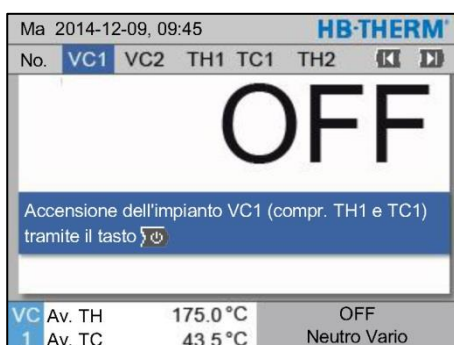 Ma 2014-12-09, 09:45 HB-THERM®
No. VC1 VC2 TH1 TC1 TH2
OFF
Accensione dell'impianto VC1 (compr. TH1 e TC1)
tramite il tasto
VC Av. TH 175.0 °C OFF
1 Av. TC 43.5 °C Neutro Vario